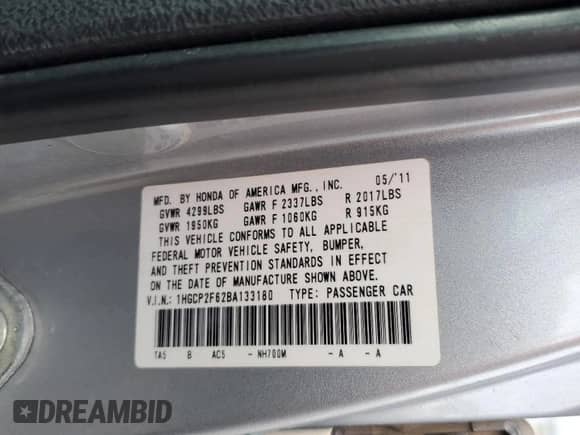 MFD. BY HONDA OF AMERICA MFG., INC. 05/'11
GVWR 4299LBS GAWR F 2337LBS R 2017LBS
GVWR 1950KG GAWR F 1060KG R 915KG
THIS VEHICLE CONFORMS TO ALL APPLICABLE
FEDERAL MOTOR VEHICLE SAFETY, BUMPER,
AND THEFT PREVENTION STANDARDS IN EFFECT
ON THE DATE OF MANUFACTURE SHOWN ABOVE.
V.I.N.: 1HGCP2F62BA133180 TYPE: PASSENGER CAR
TA5 B AC5 - NH700M - A - A
DREAMBID